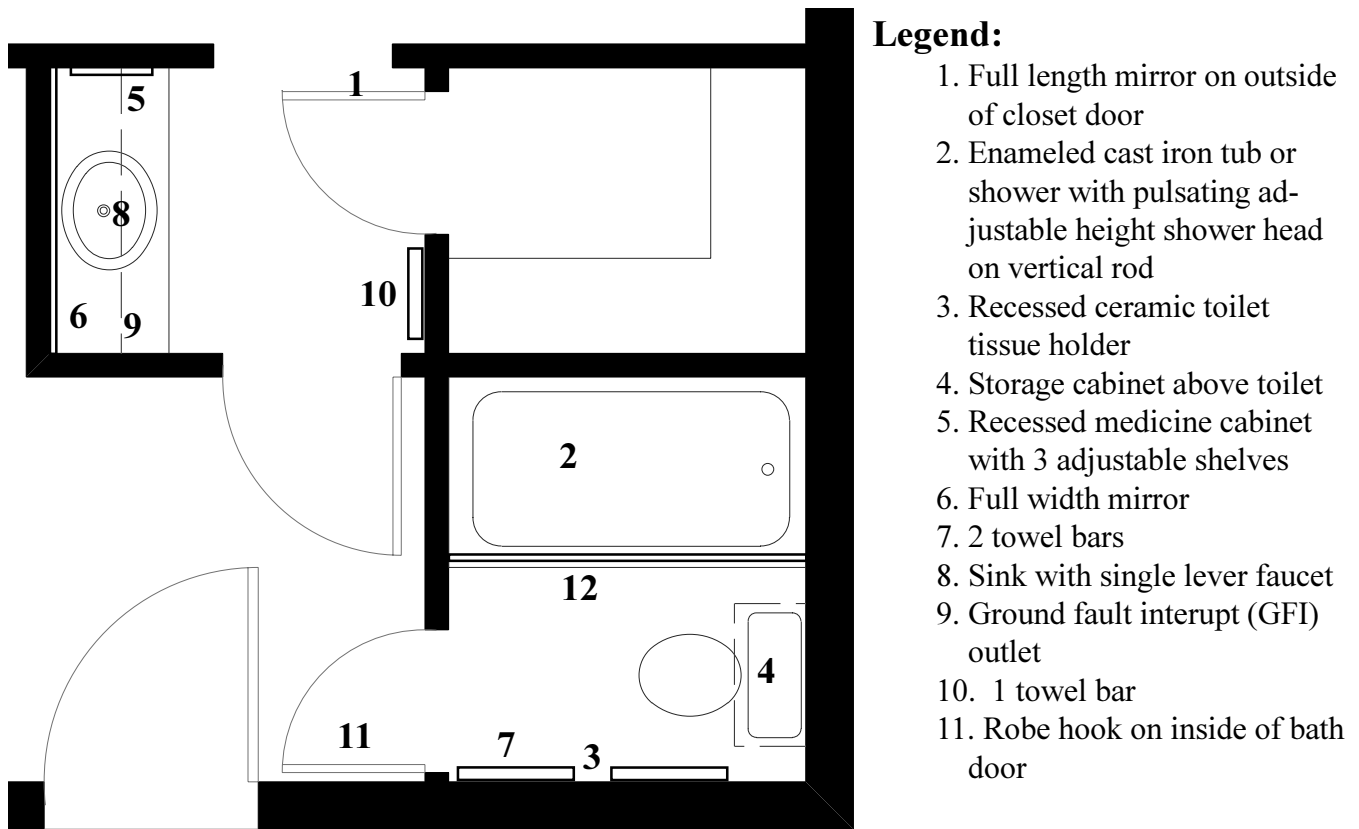 Legend:
1. Full length mirror on outside
of closet door
2. Enameled cast iron tub or
shower with pulsating ad-
justable height shower head
on vertical rod
3. Recessed ceramic toilet
tissue holder
4. Storage cabinet above toilet
5. Recessed medicine cabinet
with 3 adjustable shelves
6. Full width mirror
7. 2 towel bars
8. Sink with single lever faucet
9. Ground fault interupt (GFI)
outlet
10. 1 towel bar
11. Robe hook on inside of bath
door
1
5
8
10
6
9
2
12
4
11
7
3